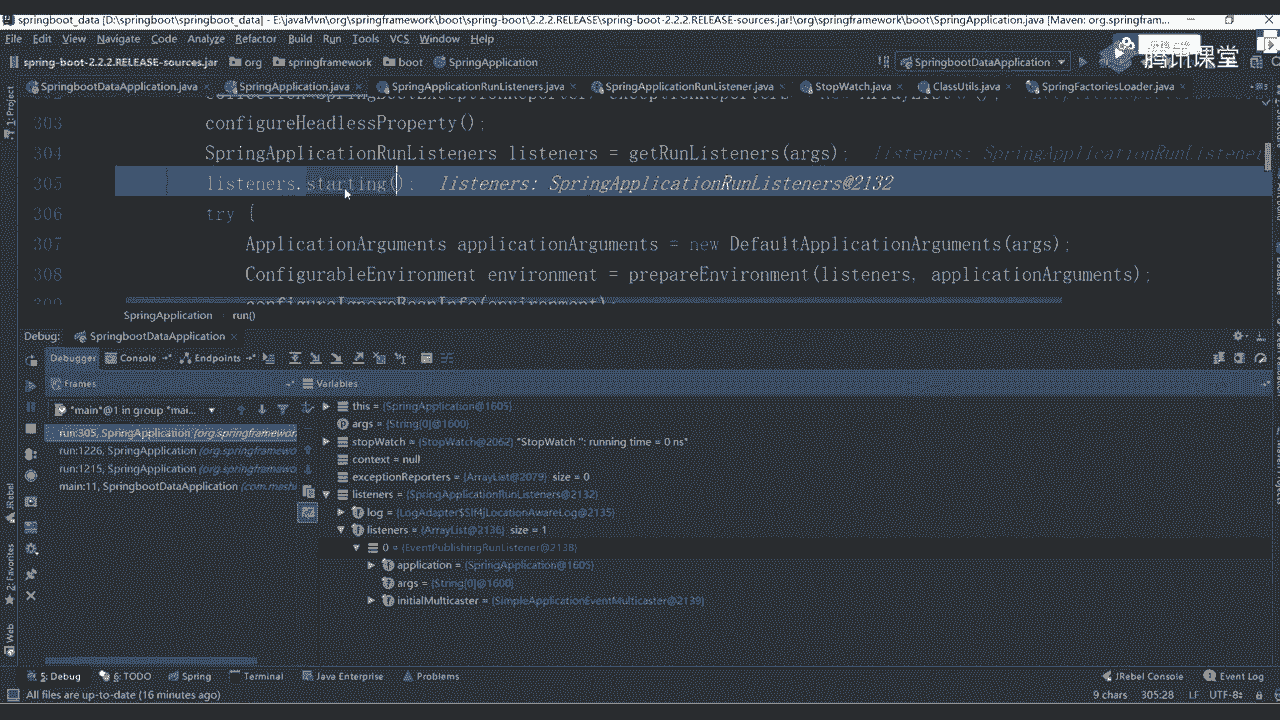 springboot_data [D:\springboot\springboot_data] - E:\javaMvn\org\springframework\boot\spring-boot-2.2.2.RELEASE\spring-boot-2.2.2.RELEASE-sources.jar!\org\springframework\boot\SpringApplication.java [Maven: org.springfram...
File Edit View Navigate Code Analyze Refactor Build Run Tools VCS Window Help
spring-boot-2.2.2.RELEASE-sources.jar org springframework boot SpringApplication SpringbootDataApplication
腾讯课堂
SpringbootDataApplication.java SpringApplication.java SpringApplicationRunListeners.java SpringApplicationRunListener.java StopWatch.java ClassUtils.java SpringFactoriesLoader.java
303 configureHeadlessProperty();
304 SpringApplicationRunListeners listeners = getRunListeners(args); listeners: SpringApplicationRunListener
305 listeners.starting(); listeners: SpringApplicationRunListeners@2132
306 try {
307 ApplicationArguments applicationArguments = new DefaultApplicationArguments(args);
308 ConfigurableEnvironment environment = prepareEnvironment(listeners, applicationArguments);
309 configureIgnoreBeanInfo(environment);
SpringApplication run()
Debug: SpringbootDataApplication
Debugger Console Endpoints
Frames Variables
"main"@1 in group "mai...
run:305, SpringApplication (org.springframewor
run:1226, SpringApplication (org.springframewo
run:1215, SpringApplication (org.springframewo
main:11, SpringbootDataApplication (com.mashi
this = {SpringApplication@1605}
args = {String[0]@1600}
stopWatch = {StopWatch@2062} "StopWatch '': running time = 0 ns"
context = null
exceptionReporters = {ArrayList@2079} size = 0
listeners = {SpringApplicationRunListeners@2132}
log = {LogAdapter$Slf4jLocationAwareLog@2135}
listeners = {ArrayList@2136} size = 1
0 = {EventPublishingRunListener@2138}
application = {SpringApplication@1605}
args = {String[0]@1600}
initialMulticaster = {SimpleApplicationEventMulticaster@2139}
1: Project
JRebel
2: Favorites
Web
5: Debug 6: TODO Spring Terminal Java Enterprise Problems JRebel Console Event Log
All files are up-to-date (16 minutes ago) 9 chars 305:28 LF UTF-8